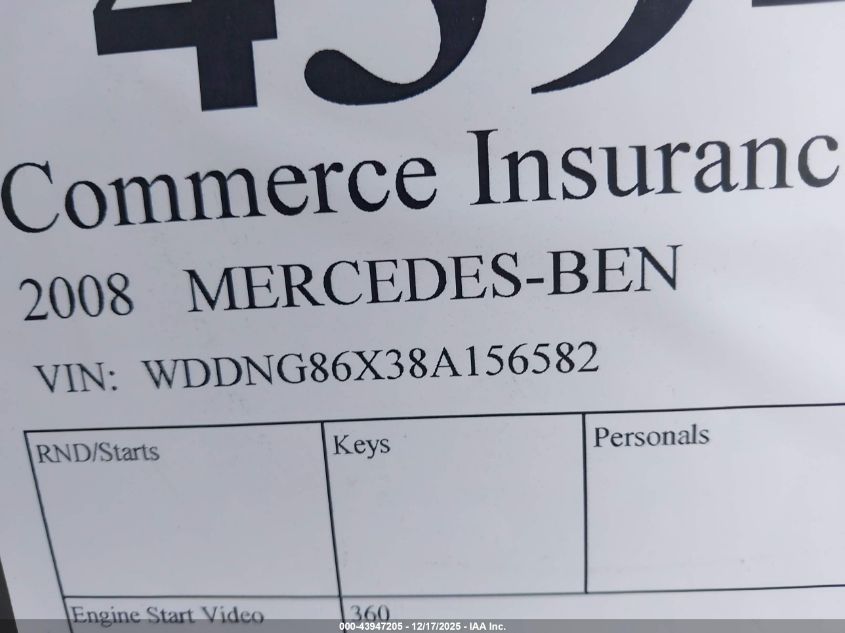 Commerce Insuranc
2008 MERCEDES-BEN
VIN: WDDNG86X38A156582
RND/Starts Keys Personals
Engine Start Video 360
000-43947205 - 12/17/2025 - IAA Inc.